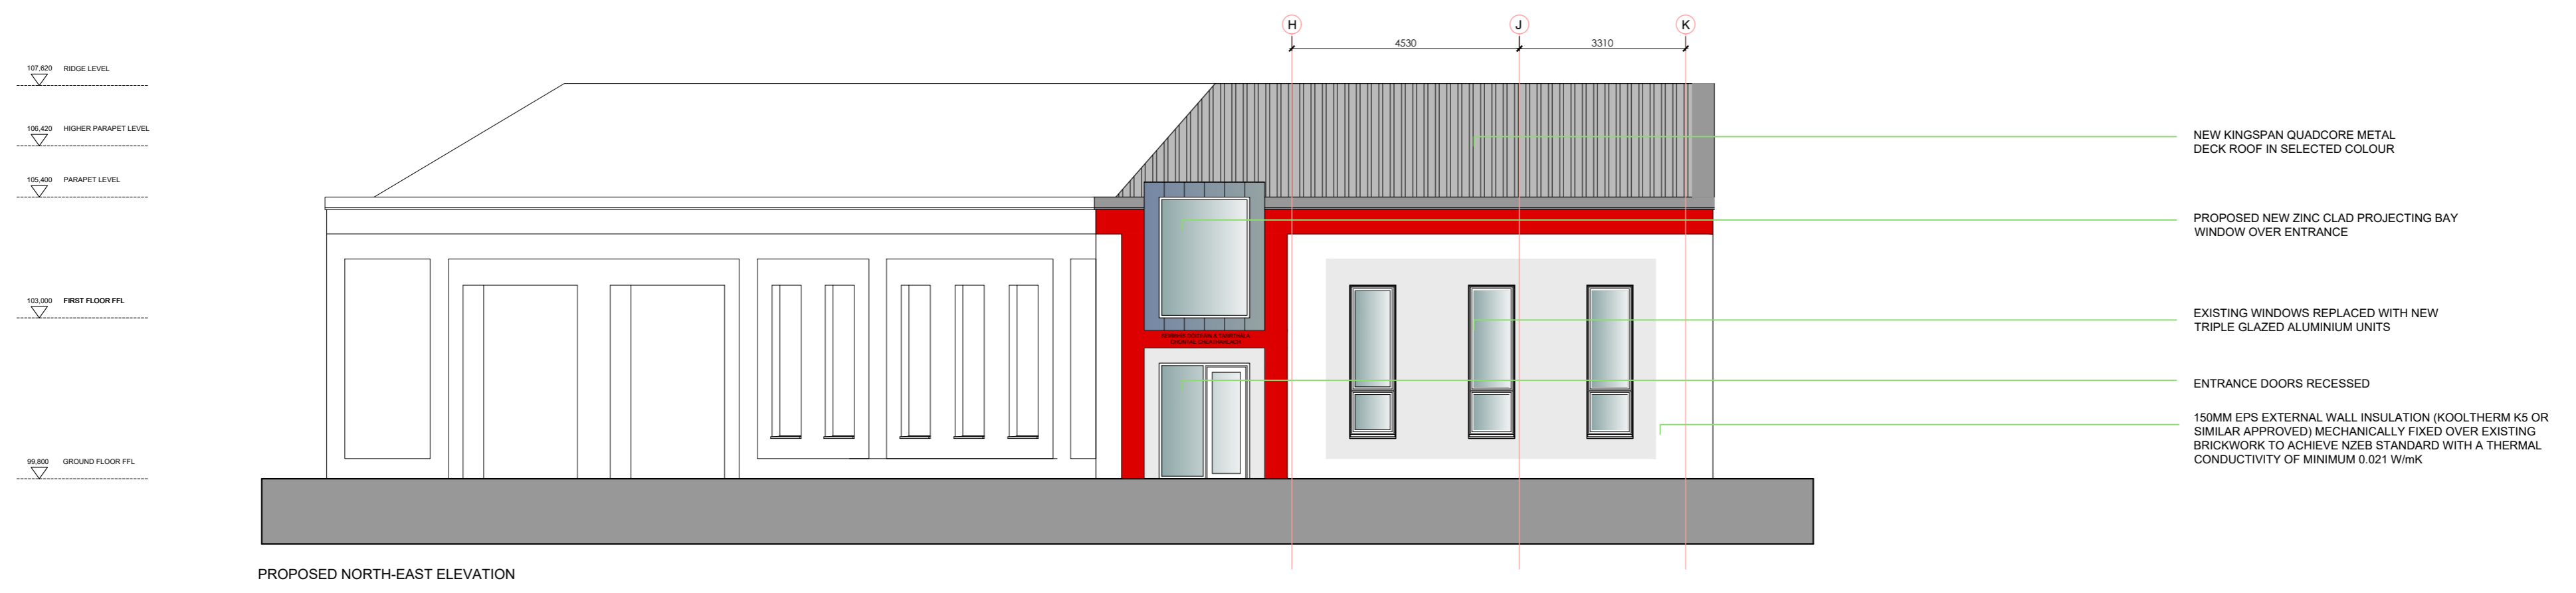 H
J
K
4530
3310
107,620 RIDGE LEVEL
106,420 HIGHER PARAPET LEVEL
105,400 PARAPET LEVEL
103,000 FIRST FLOOR FFL
99,800 GROUND FLOOR FFL
NEW KINGSPAN QUADCORE METAL
DECK ROOF IN SELECTED COLOUR
PROPOSED NEW ZINC CLAD PROJECTING BAY
WINDOW OVER ENTRANCE
EXISTING WINDOWS REPLACED WITH NEW
TRIPLE GLAZED ALUMINIUM UNITS
ENTRANCE DOORS RECESSED
150MM EPS EXTERNAL WALL INSULATION (KOOLTHERM K5 OR
SIMILAR APPROVED) MECHANICALLY FIXED OVER EXISTING
BRICKWORK TO ACHIEVE NZEB STANDARD WITH A THERMAL
CONDUCTIVITY OF MINIMUM 0.021 W/mK
PROPOSED NORTH-EAST ELEVATION